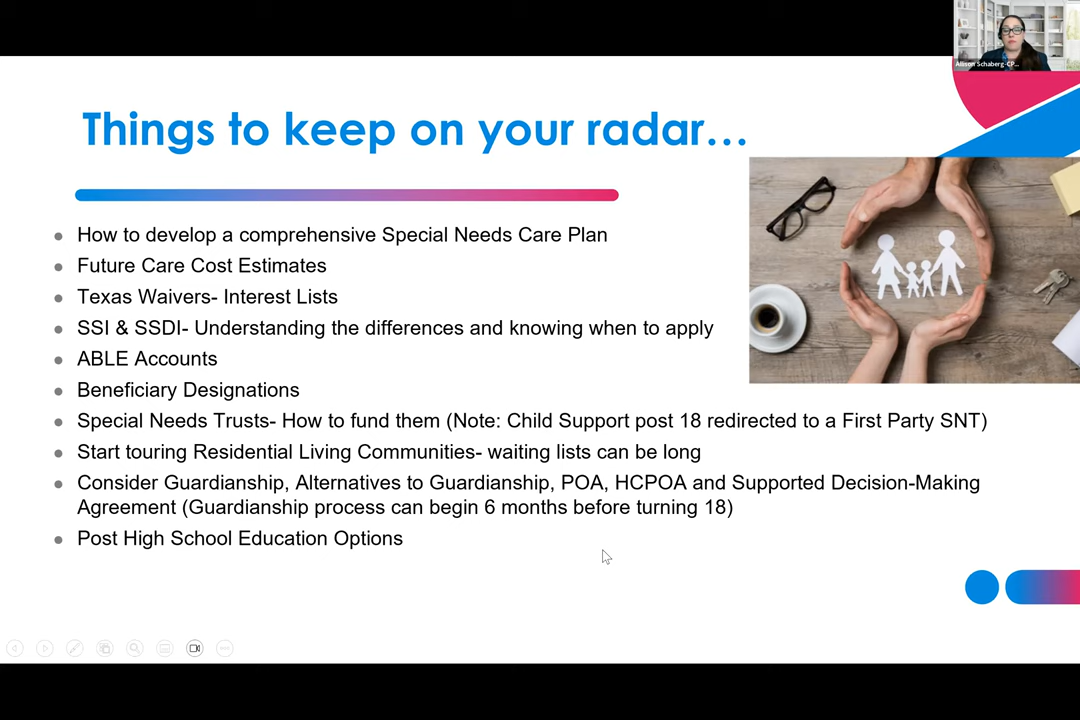 Allison Schaberg-CP...
Things to keep on your radar...
How to develop a comprehensive Special Needs Care Plan
Future Care Cost Estimates
Texas Waivers- Interest Lists
SSI & SSDI- Understanding the differences and knowing when to apply
ABLE Accounts
Beneficiary Designations
Special Needs Trusts- How to fund them (Note: Child Support post 18 redirected to a First Party SNT)
Start touring Residential Living Communities- waiting lists can be long
Consider Guardianship, Alternatives to Guardianship, POA, HCPOA and Supported Decision-Making
Agreement (Guardianship process can begin 6 months before turning 18)
Post High School Education Options